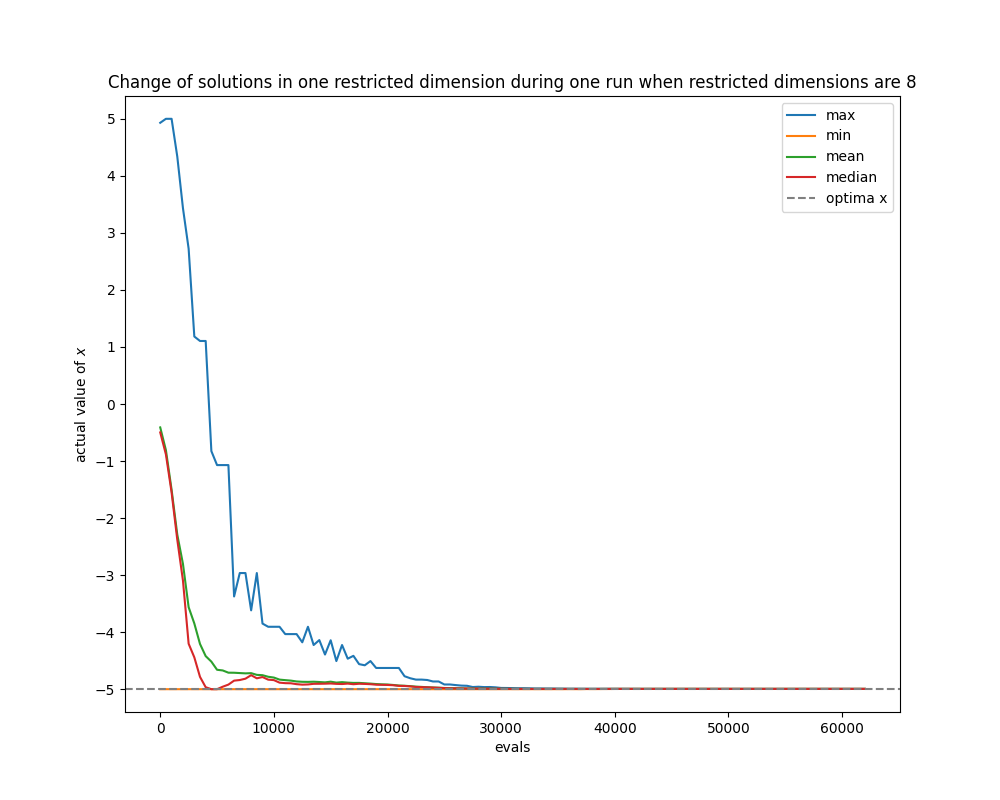 Change of solutions in one restricted dimension during one run when restricted dimensions are 8
max
min
mean
median
optima x
actual value of x
5
4
3
2
1
0
−1
−2
−3
−4
−5
0 10000 20000 30000 40000 50000 60000
evals